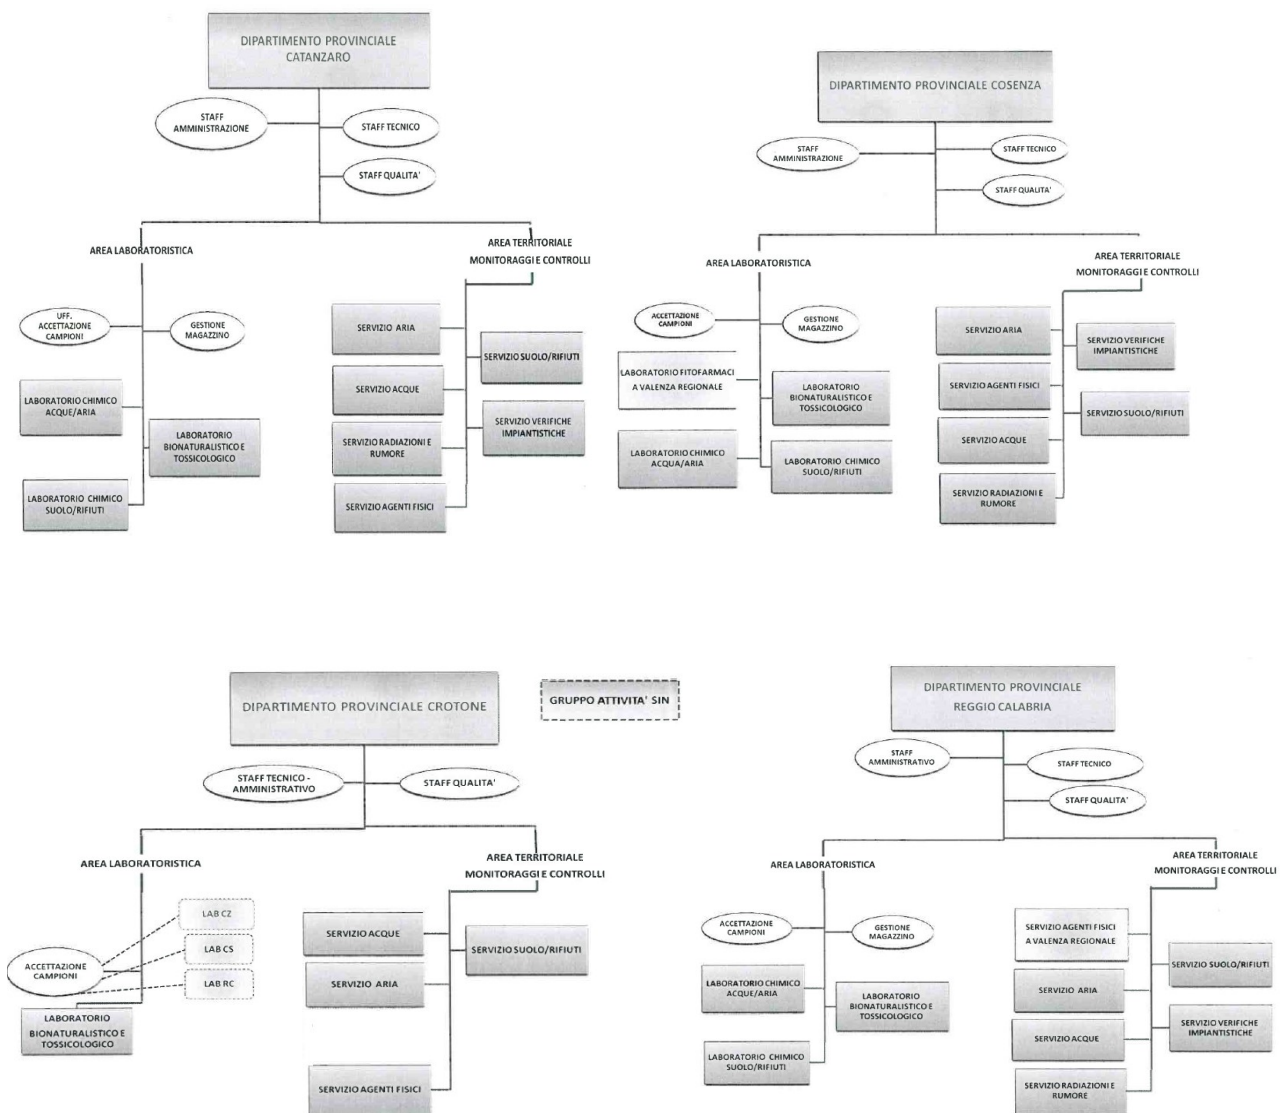 DIPARTIMENTO PROVINCIALE
CATANZARO
STAFF
AMMINISTRAZIONE
STAFF TECNICO
STAFF QUALITA'
AREA LABORATORISTICA
AREA TERRITORIALE
MONITORAGGI E CONTROLLI
UFF.
ACCETTAZIONE
CAMPIONI
GESTIONE
MAGAZZINO
LABORATORIO CHIMICO
ACQUE/ARIA
LABORATORIO
BIONATURALISTICO E
TOSSICOLOGICO
LABORATORIO CHIMICO
SUOLO/RIFIUTI
SERVIZIO ARIA
SERVIZIO SUOLO/RIFIUTI
SERVIZIO ACQUE
SERVIZIO VERIFICHE
IMPIANTISTICHE
SERVIZIO RADIAZIONI E
RUMORE
SERVIZIO AGENTI FISICI
DIPARTIMENTO PROVINCIALE COSENZA
STAFF
AMMINISTRAZIONE
STAFF TECNICO
STAFF QUALITA'
AREA LABORATORISTICA
AREA TERRITORIALE
MONITORAGGI E CONTROLLI
ACCETTAZIONE
CAMPIONI
GESTIONE
MAGAZZINO
LABORATORIO FITOFARMACI
A VALENZA REGIONALE
LABORATORIO
BIONATURALISTICO E
TOSSICOLOGICO
LABORATORIO CHIMICO
ACQUA/ARIA
LABORATORIO CHIMICO
SUOLO/RIFIUTI
SERVIZIO ARIA
SERVIZIO VERIFICHE
IMPIANTISTICHE
SERVIZIO AGENTI FISICI
SERVIZIO SUOLO/RIFIUTI
SERVIZIO ACQUE
SERVIZIO RADIAZIONI E
RUMORE
DIPARTIMENTO PROVINCIALE CROTONE
GRUPPO ATTIVITA' SIN
STAFF TECNICO -
AMMINISTRATIVO
STAFF QUALITA'
AREA LABORATORISTICA
AREA TERRITORIALE
MONITORAGGI E CONTROLLI
LAB CZ
LAB CS
LAB RC
ACCETTAZIONE
CAMPIONI
LABORATORIO
BIONATURALISTICO E
TOSSICOLOGICO
SERVIZIO ACQUE
SERVIZIO SUOLO/RIFIUTI
SERVIZIO ARIA
SERVIZIO AGENTI FISICI
DIPARTIMENTO PROVINCIALE
REGGIO CALABRIA
STAFF
AMMINISTRATIVO
STAFF TECNICO
STAFF QUALITA'
AREA LABORATORISTICA
AREA TERRITORIALE
MONITORAGGI E CONTROLLI
ACCETTAZIONE
CAMPIONI
GESTIONE
MAGAZZINO
LABORATORIO CHIMICO
ACQUE/ARIA
LABORATORIO
BIONATURALISTICO E
TOSSICOLOGICO
LABORATORIO CHIMICO
SUOLO/RIFIUTI
SERVIZIO AGENTI FISICI
A VALENZA REGIONALE
SERVIZIO SUOLO/RIFIUTI
SERVIZIO ARIA
SERVIZIO VERIFICHE
IMPIANTISTICHE
SERVIZIO ACQUE
SERVIZIO RADIAZIONI E
RUMORE